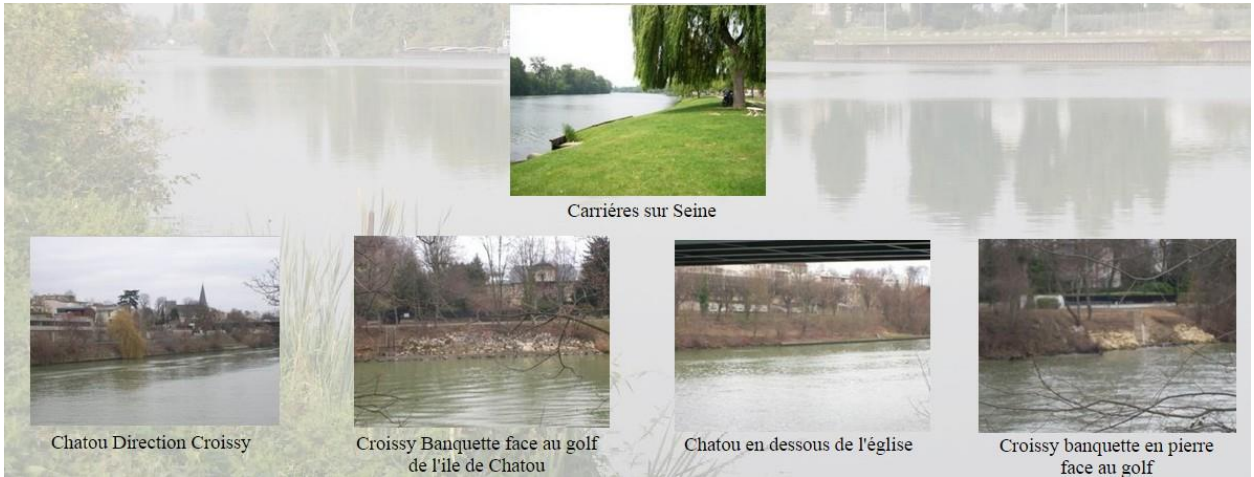 Carriéres sur Seine
Chatou Direction Croissy
Croissy Banquette face au golf
de l'ile de Chatou
Chatou en dessous de l'église
Croissy banquette en pierre
face au golf